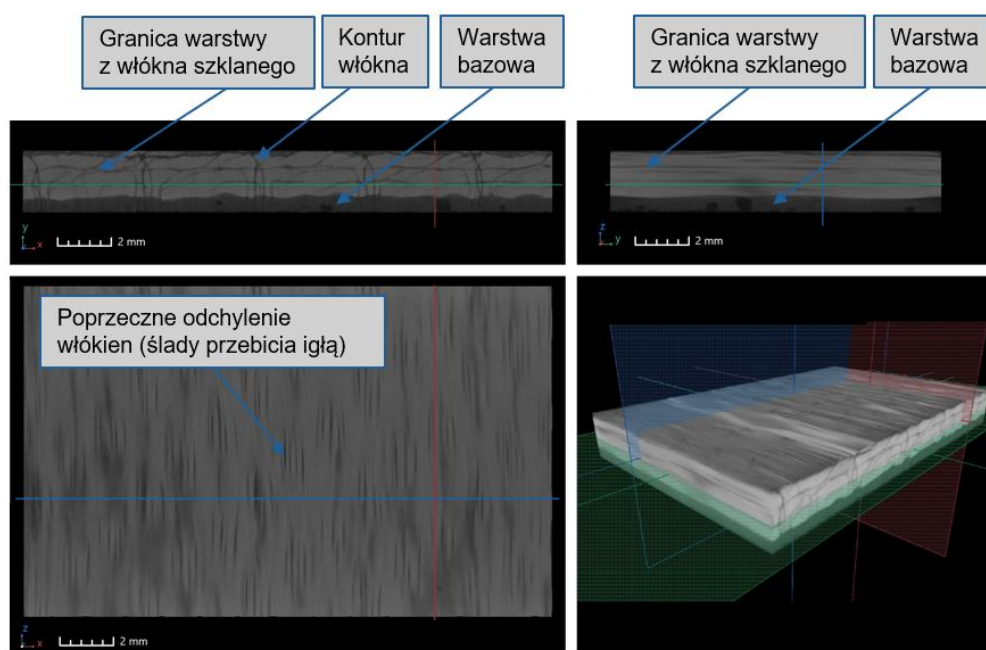 Granica warstwy
z włókna szklanego
Kontur
włókna
Warstwa
bazowa
Granica warstwy
z włókna szklanego
Warstwa
bazowa
y
x
2 mm
z
y
2 mm
Poprzeczne odchylenie
włókien (ślady przebicia igłą)
z
x
2 mm